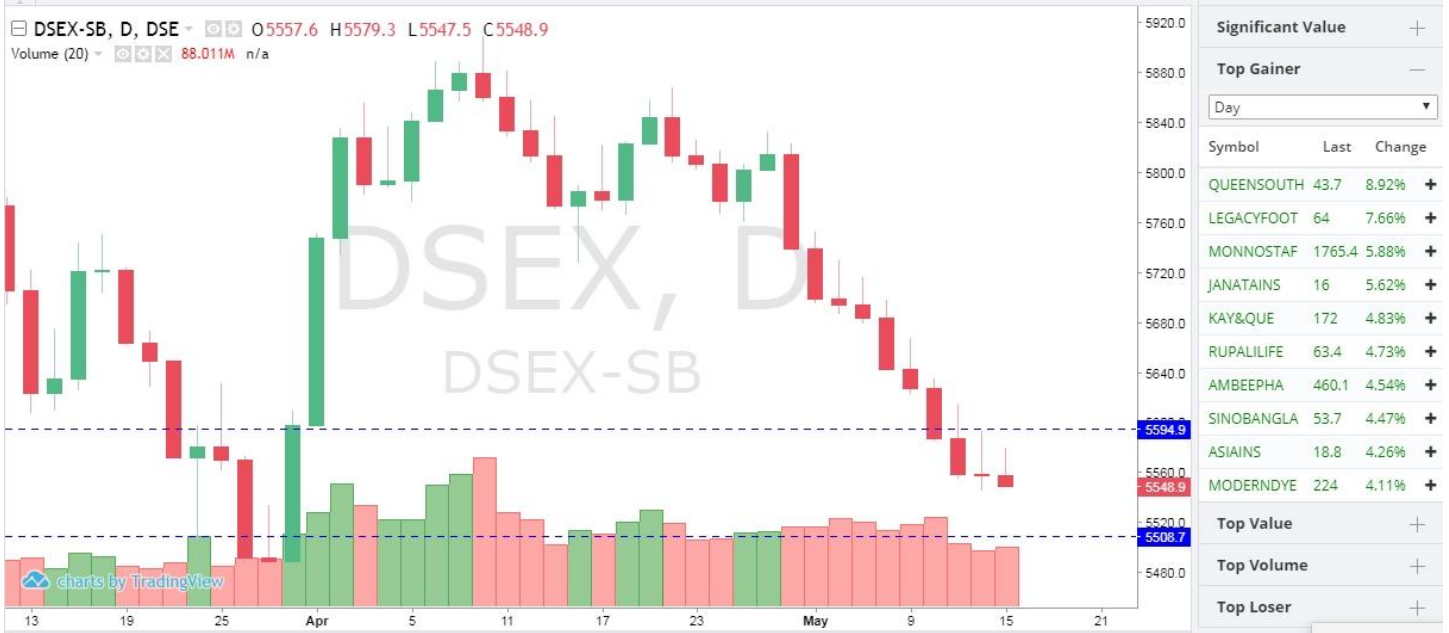 DSEX-SB, D, DSE O5557.6 H5579.3 L5547.5 C5548.9
Volume (20) 88.011M n/a
DSEX, D
DSEX-SB
5920.0
5880.0
5840.0
5800.0
5760.0
5720.0
5680.0
5640.0
5594.9
5560.0
5548.9
5520.0
5508.7
5480.0
charts by TradingView
13 19 25 Apr 5 11 17 23 May 9 15 21
Significant Value
Top Gainer
Day
Symbol Last Change
QUEENSOUTH 43.7 8.92%
LEGACYFOOT 64 7.66%
MONNOSTAF 1765.4 5.88%
JANATAINS 16 5.62%
KAY&QUE 172 4.83%
RUPALILIFE 63.4 4.73%
AMBEEPHA 460.1 4.54%
SINOBANGLA 53.7 4.47%
ASIAINS 18.8 4.26%
MODERNDYE 224 4.11%
Top Value
Top Volume
Top Loser